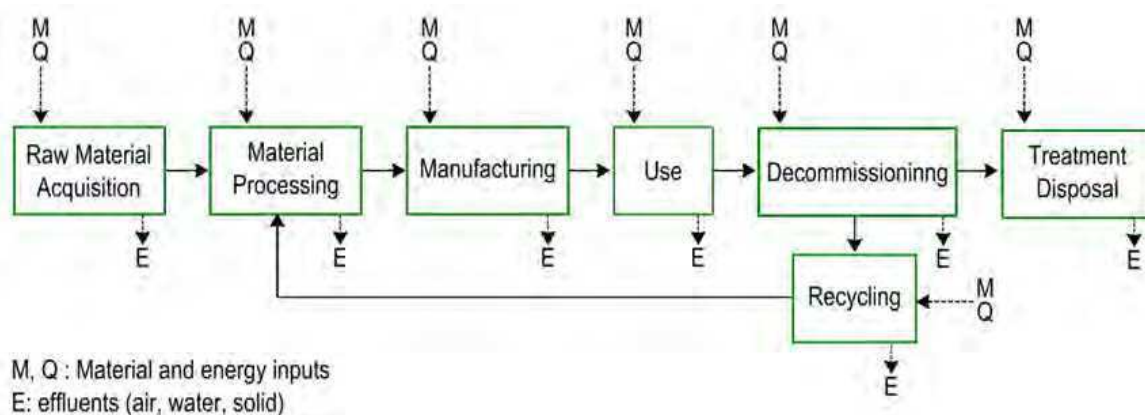 M
Q
M
Q
M
Q
M
Q
M
Q
M
Q
Raw Material
Acquisition
Material
Processing
Manufacturing
Use
Decommissioninng
Treatment
Disposal
E
E
E
E
E
E
Recycling
M
Q
E
M, Q : Material and energy inputs
E: effluents (air, water, solid)